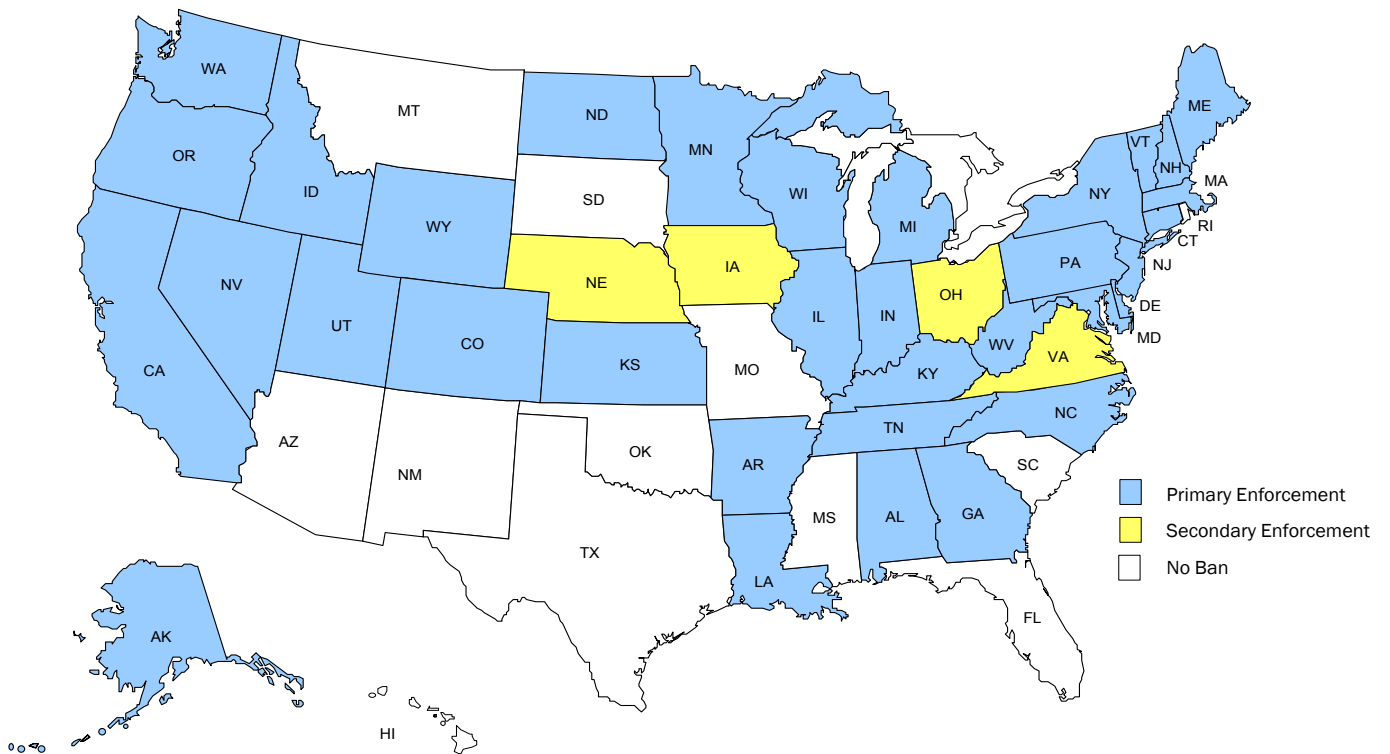 WA
MT
ND
MN
ME
VT
NH
OR
ID
SD
WI
NY
MA
WY
MI
RI
CT
NV
NE
IA
PA
NJ
UT
CO
IL
IN
OH
DE
CA
KS
MO
WV
VA
MD
KY
NC
AZ
NM
OK
AR
TN
SC
MS
AL
GA
TX
LA
FL
AK
HI
Primary Enforcement
Secondary Enforcement
No Ban